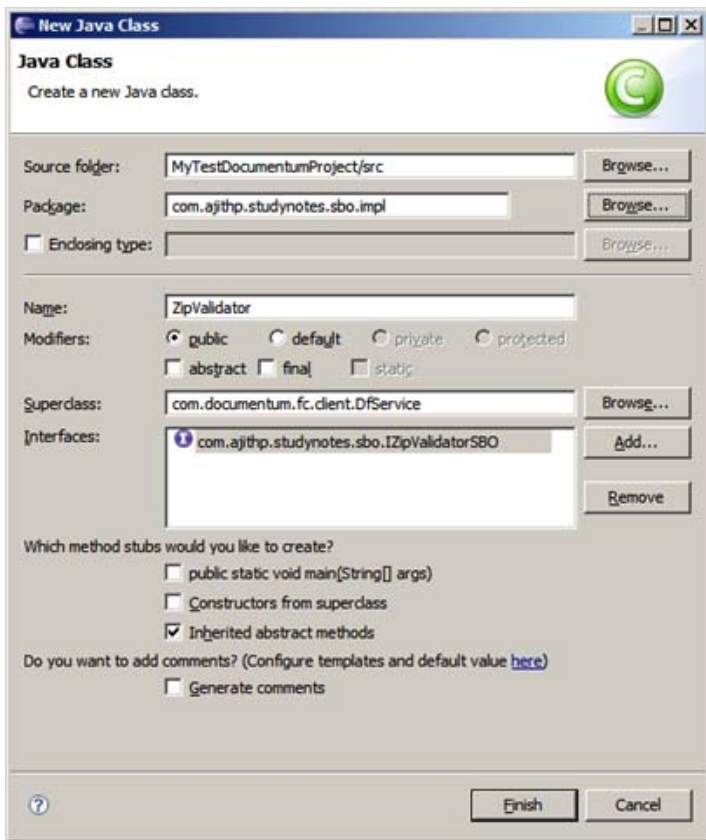 New Java Class
Java Class
Create a new Java class.
Source folder: MyTestDocumentumProject/src Browse...
Package: com.ajithp.studynotes.sbo.impl Browse...
Enclosing type: Browse...
Name: ZipValidator
Modifiers: public default private protected
abstract final static
Superclass: com.documentum.fc.client.DfService Browse...
Interfaces: com.ajithp.studynotes.sbo.IZipValidatorSBO Add...
Remove
Which method stubs would you like to create?
public static void main(String[] args)
Constructors from superclass
Inherited abstract methods
Do you want to add comments? (Configure templates and default value here)
Generate comments
? Finish Cancel